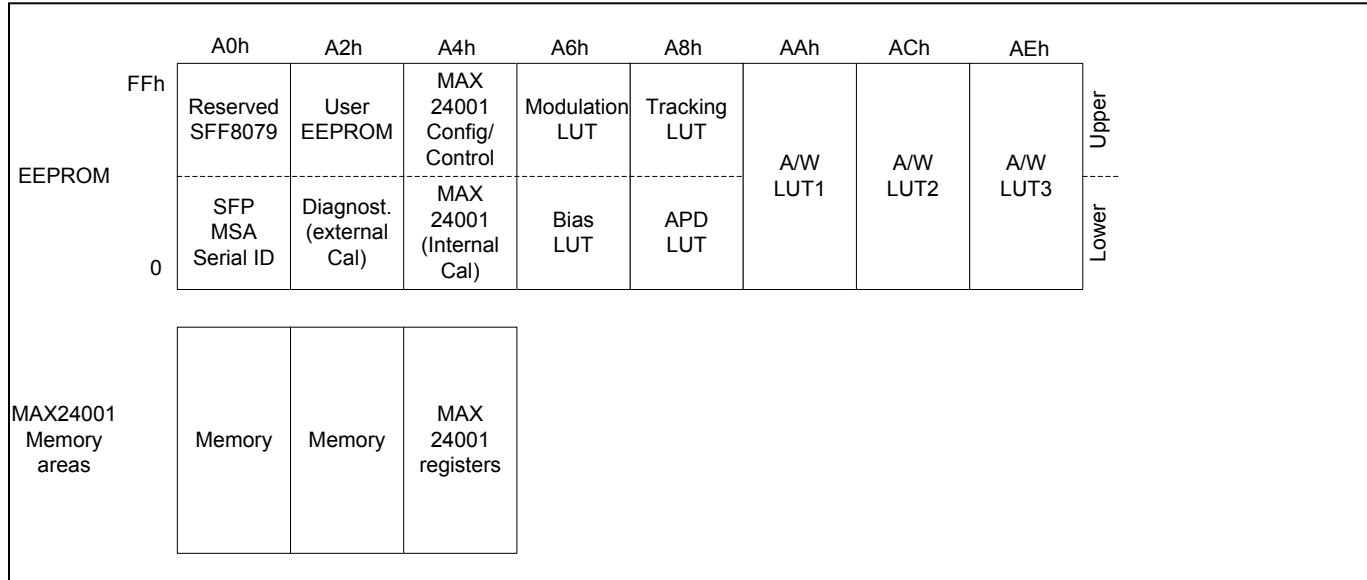 A0h A2h A4h A6h A8h AAh ACh AEh
FFh
EEPROM
0
Reserved
SFF8079
User
EEPROM
MAX
24001
Config/
Control
Modulation
LUT
Tracking
LUT
SFP
MSA
Serial ID
Diagnost.
(external
Cal)
MAX
24001
(Internal
Cal)
Bias
LUT
APD
LUT
A/W
LUT1
A/W
LUT2
A/W
LUT3
Upper
Lower
MAX24001
Memory
areas
Memory
Memory
MAX
24001
registers